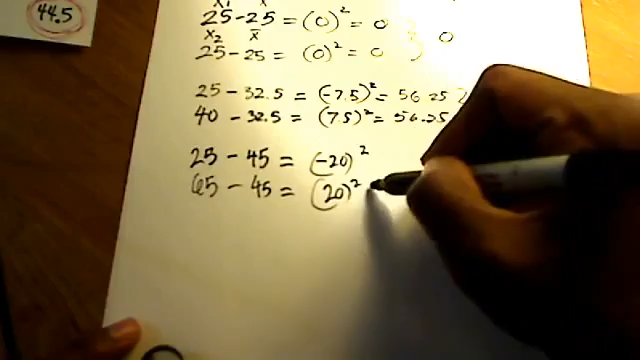 44.5
x₁ x̄
25 - 25 = (0)² = 0
x₂ x̄
25 - 25 = (0)² = 0
0
25 - 32.5 = (-7.5)² = 56.25
40 - 32.5 = (7.5)² = 56.25
25 - 45 = (-20)²
65 - 45 = (20)²